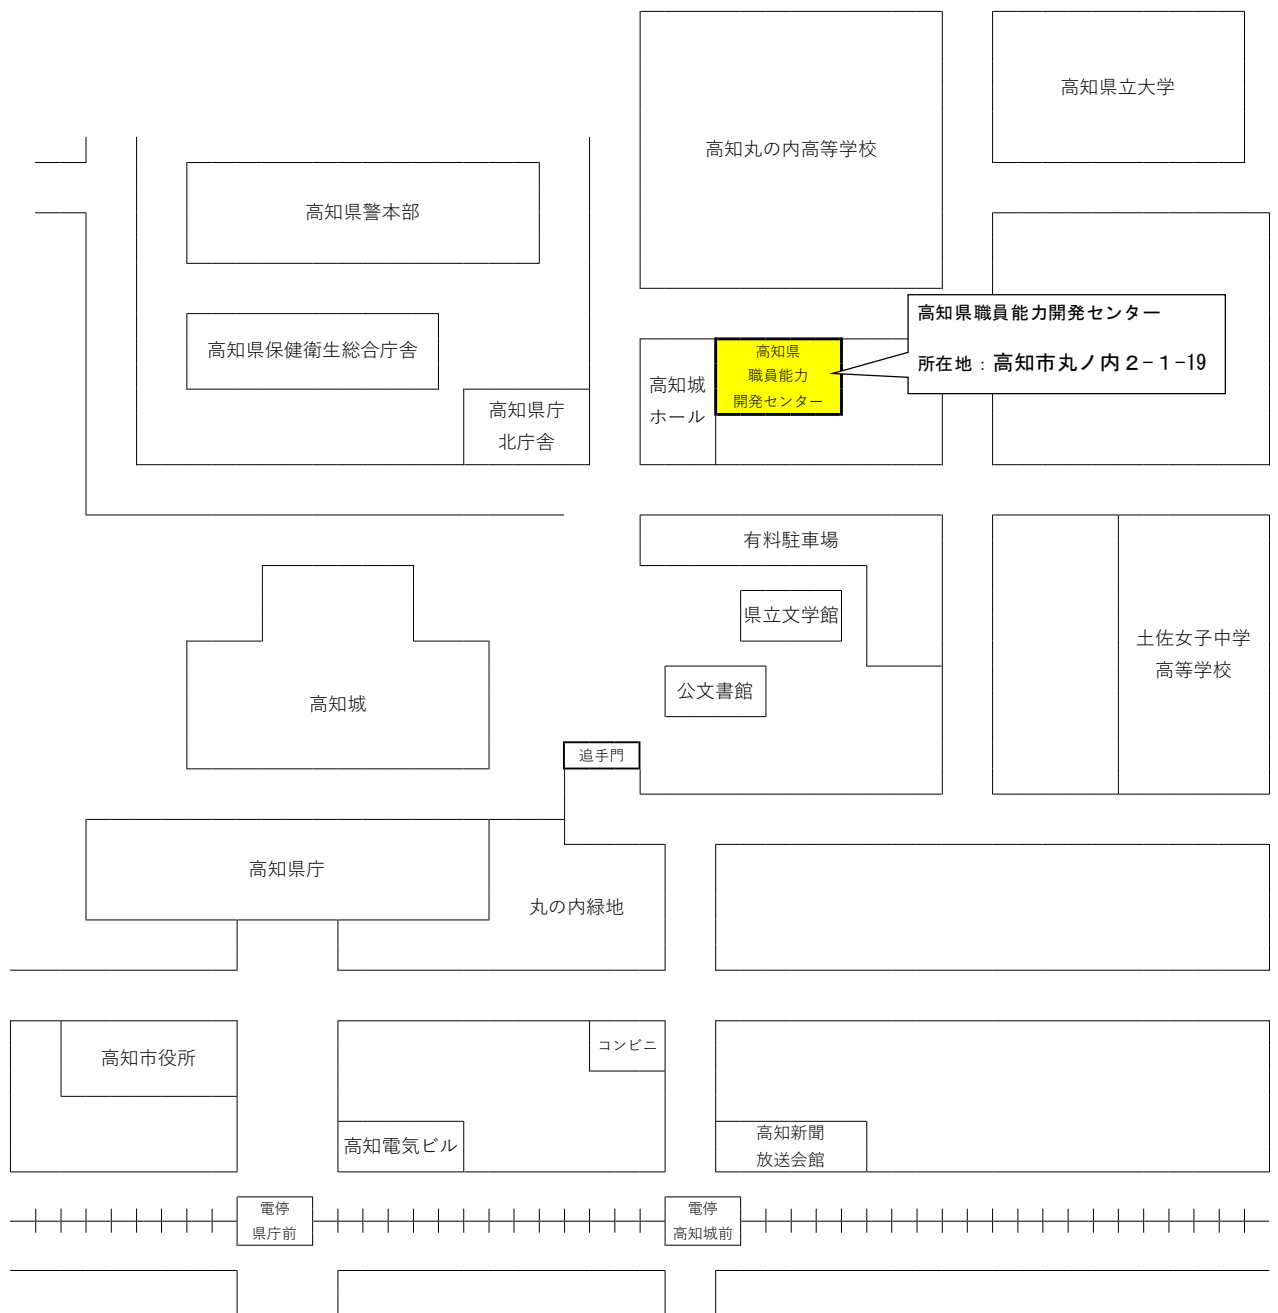 高知県立大学
高知丸の内高等学校
高知県警本部
高知県職員能力開発センター
所在地：高知市丸ノ内２-１-19
高知県保健衛生総合庁舎
高知県
職員能力
開発センター
高知城
ホール
高知県庁
北庁舎
有料駐車場
県立文学館
土佐女子中学
高等学校
公文書館
高知城
追手門
高知県庁
丸の内緑地
コンビニ
高知市役所
高知電気ビル
高知新聞
放送会館
電停
県庁前
電停
高知城前